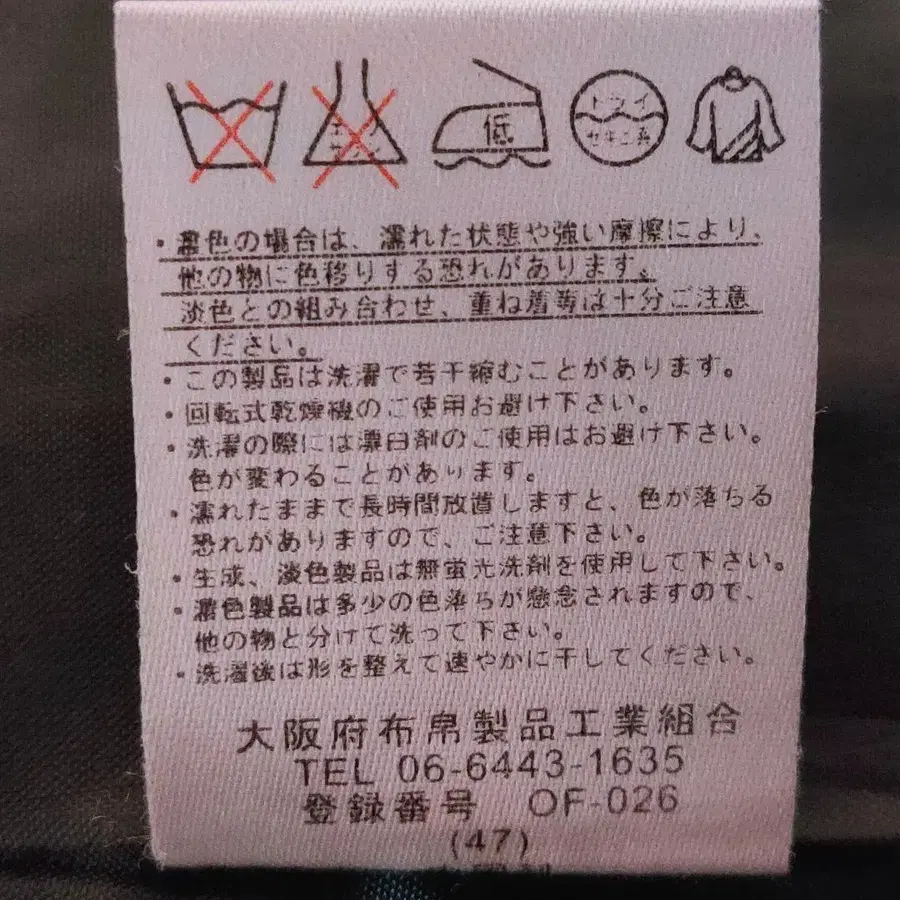 エンソ サラシ 低 ドライ セキユ系
・濃色の場合は、濡れた状態や強い摩擦により、
他の物に色移りする恐れがあります。
淡色との組み合わせ、重ね着等は十分ご注意
ください。
・この製品は洗濯で若干縮むことがあります。
・回転式乾燥機のご使用お避け下さい。
・洗濯の際には漂白剤のご使用はお避け下さい。
色が変わることがあります。
・濡れたままで長時間放置しますと、色が落ちる
恐れがありますので、ご注意下さい。
・生成、淡色製品は無蛍光洗剤を使用して下さい。
・濃色製品は多少の色落ちが懸念されますので、
他の物と分けて洗って下さい。
・洗濯後は形を整えて速やかに干してください。
大阪府布帛製品工業組合
TEL 06-6443-1635
登録番号 OF-026
(47)